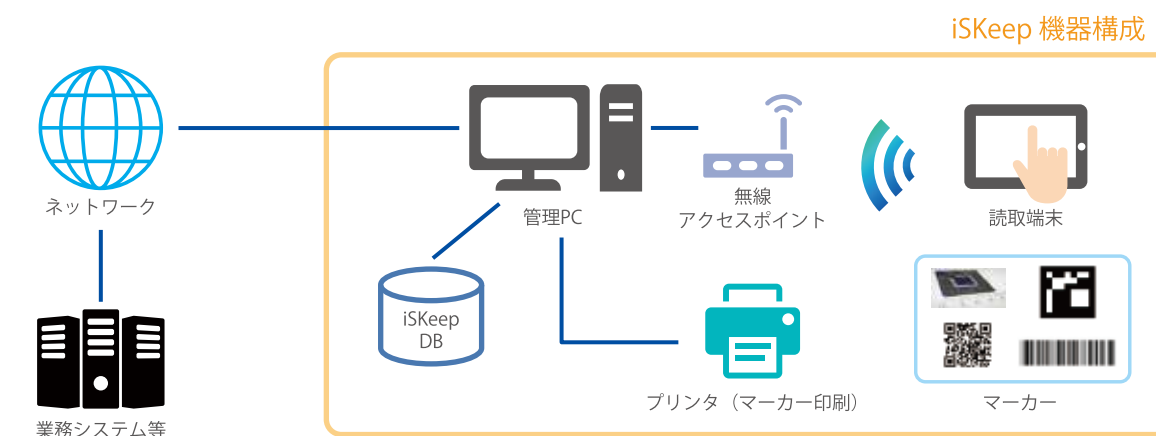 iSKeep 機器構成
ネットワーク
管理PC
無線
アクセスポイント
読取端末
iSKeep
DB
プリンタ（マーカー印刷）
マーカー
業務システム等